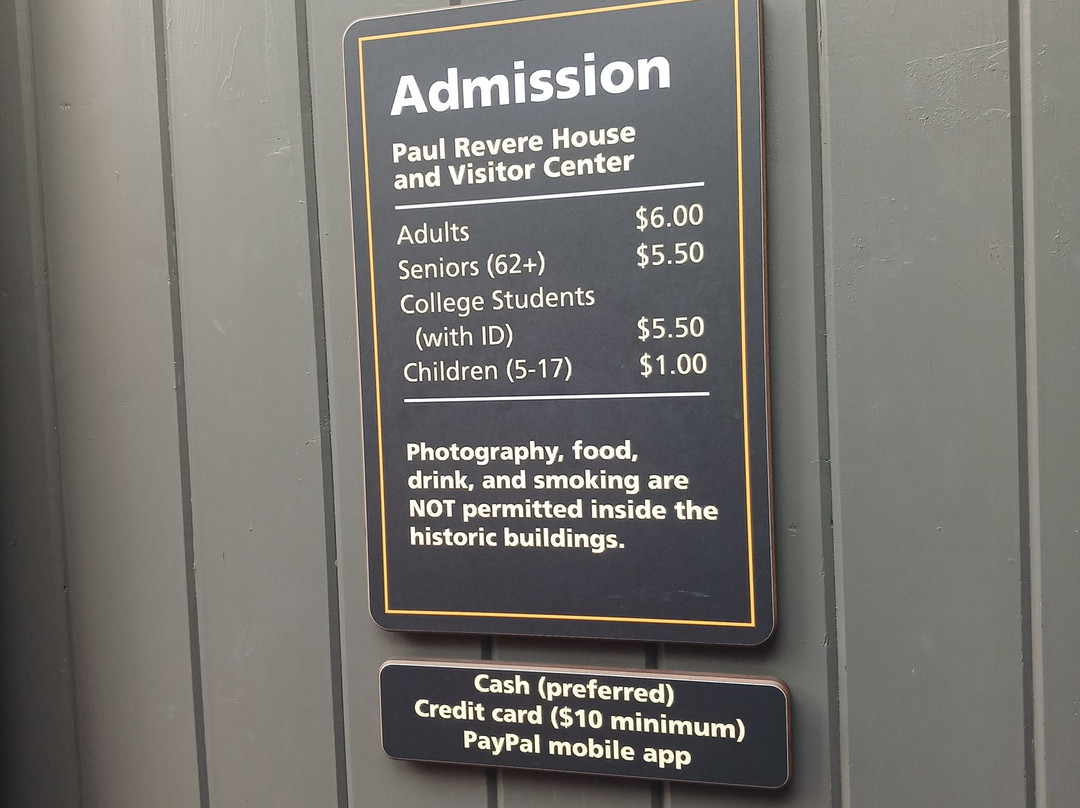 Admission
Paul Revere House
and Visitor Center
Adults $6.00
Seniors (62+) $5.50
College Students
(with ID) $5.50
Children (5-17) $1.00
Photography, food,
drink, and smoking are
NOT permitted inside the
historic buildings.
Cash (preferred)
Credit card ($10 minimum)
PayPal mobile app